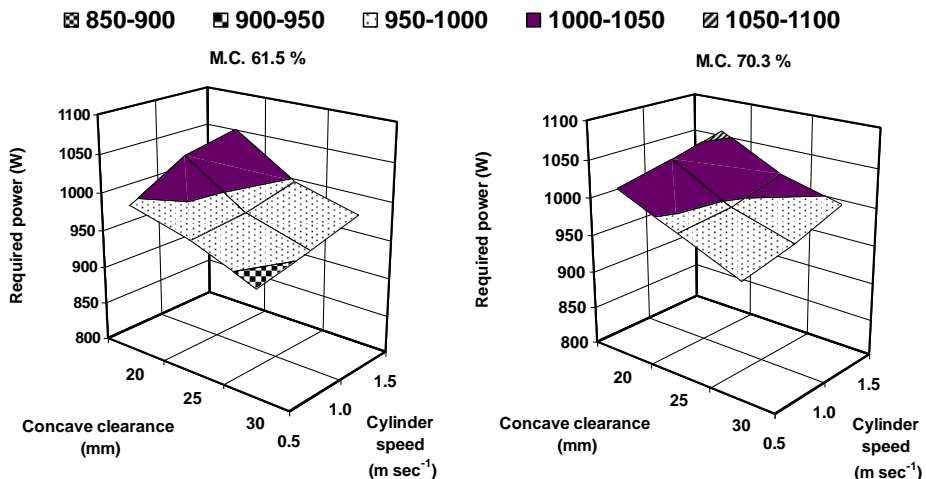 850-900 900-950 950-1000 1000-1050 1050-1100
M.C. 61.5 %
Required power (W)
1100
1050
1000
950
900
850
800
20
25
30
0.5
1.0
1.5
Concave clearance
(mm)
Cylinder
speed
(m sec⁻¹)
M.C. 70.3 %
Required power (W)
1100
1050
1000
950
900
850
800
20
25
30
0.5
1.0
1.5
Concave clearance
(mm)
Cylinder
speed
(m sec⁻¹)